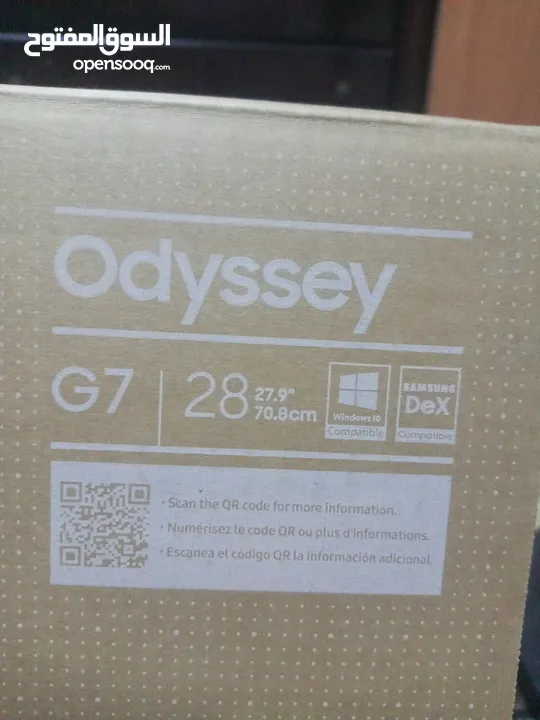 السوق المفتوح
opensooq.com
Odyssey
G7 28 27.9" 70.8cm
Windows 10 Compatible
SAMSUNG DeX Compatible
· Scan the QR code for more information.
· Numérisez le code QR ou plus d'informations.
· Escanea el código QR la información adicional.